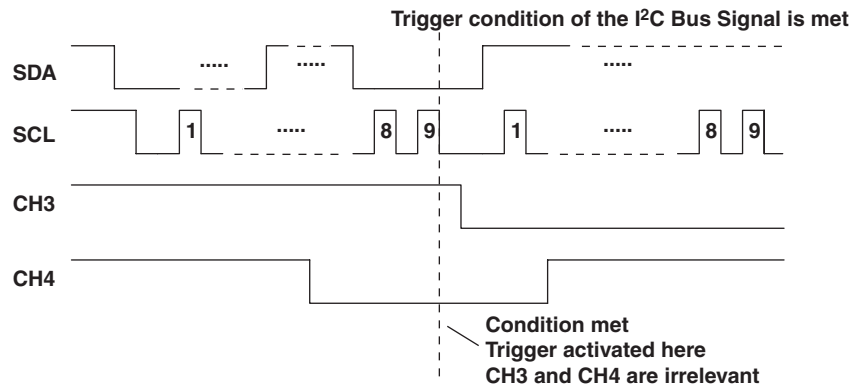 Trigger condition of the I²C Bus Signal is met
SDA ..... ..... .....
SCL 1 ..... 8 9 1 ..... 8 9
CH3
CH4
Condition met
Trigger activated here
CH3 and CH4 are irrelevant